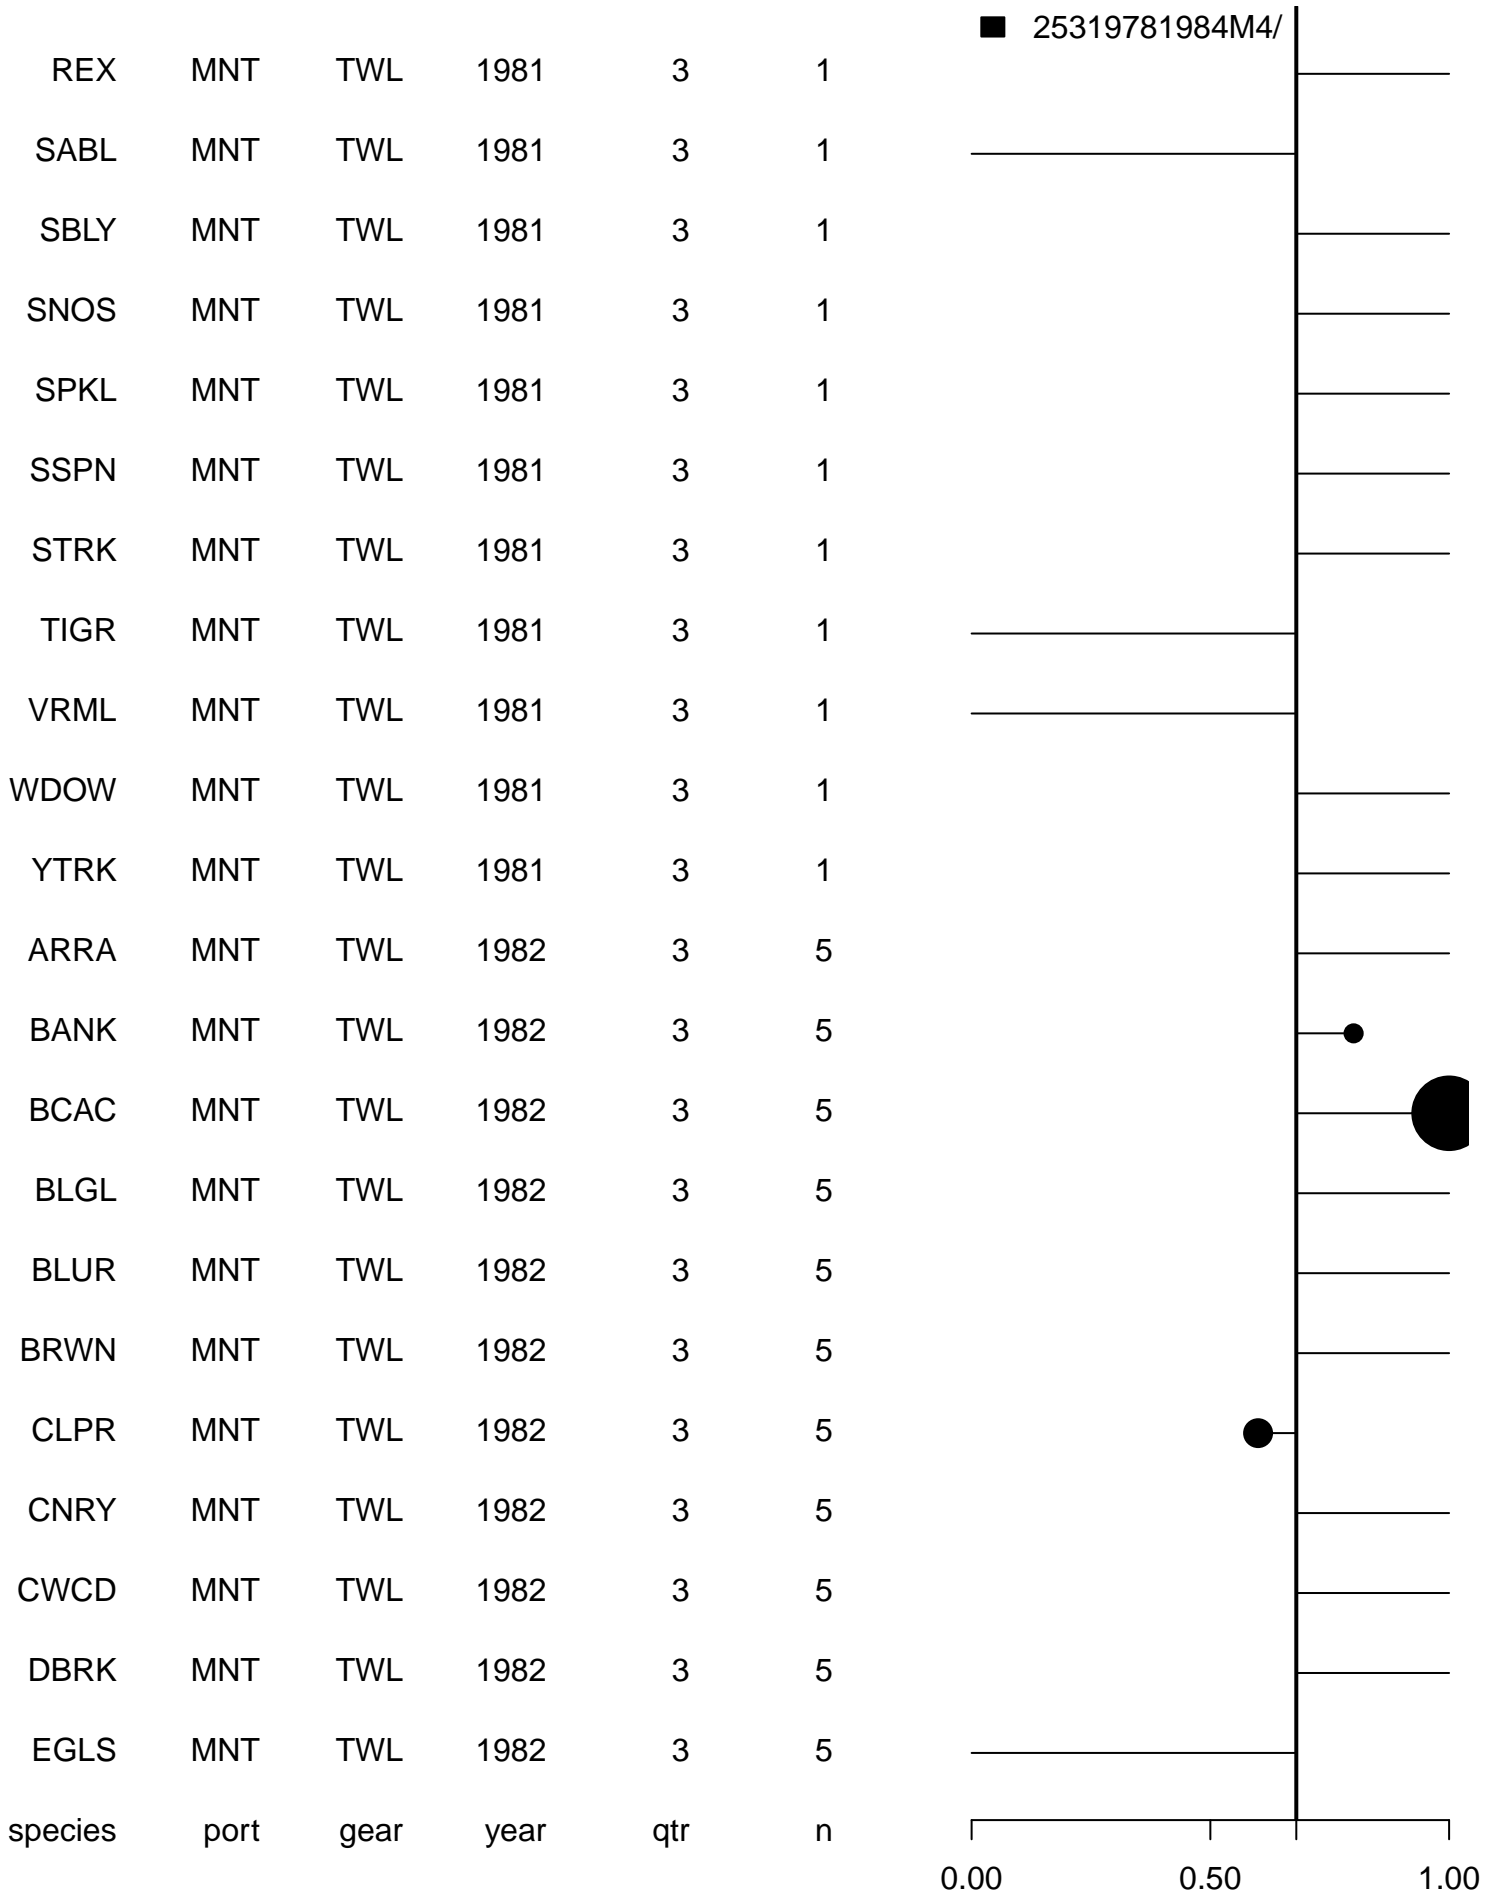 25319781984M4/
REX MNT TWL 1981 3 1
SABL MNT TWL 1981 3 1
SBLY MNT TWL 1981 3 1
SNOS MNT TWL 1981 3 1
SPKL MNT TWL 1981 3 1
SSPN MNT TWL 1981 3 1
STRK MNT TWL 1981 3 1
TIGR MNT TWL 1981 3 1
VRML MNT TWL 1981 3 1
WDOW MNT TWL 1981 3 1
YTRK MNT TWL 1981 3 1
ARRA MNT TWL 1982 3 5
BANK MNT TWL 1982 3 5
BCAC MNT TWL 1982 3 5
BLGL MNT TWL 1982 3 5
BLUR MNT TWL 1982 3 5
BRWN MNT TWL 1982 3 5
CLPR MNT TWL 1982 3 5
CNRY MNT TWL 1982 3 5
CWCD MNT TWL 1982 3 5
DBRK MNT TWL 1982 3 5
EGLS MNT TWL 1982 3 5
species port gear year qtr n
0.00 0.50 1.00